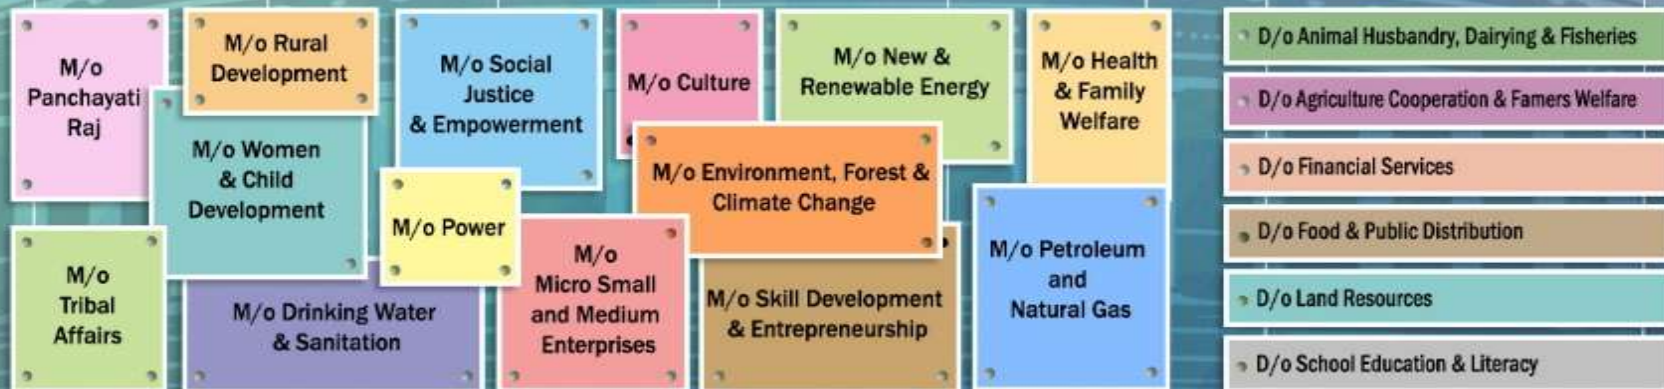 M/o
Panchayati
Raj
M/o Rural
Development
M/o Social
Justice
& Empowerment
M/o Culture
M/o New &
Renewable Energy
M/o Health
& Family
Welfare
M/o Women
& Child
Development
M/o Power
M/o Environment, Forest &
Climate Change
M/o
Tribal
Affairs
M/o Drinking Water
& Sanitation
M/o
Micro Small
and Medium
Enterprises
M/o Skill Development
& Entrepreneurship
M/o Petroleum
and
Natural Gas
D/o Animal Husbandry, Dairying & Fisheries
D/o Agriculture Cooperation & Famers Welfare
D/o Financial Services
D/o Food & Public Distribution
D/o Land Resources
D/o School Education & Literacy